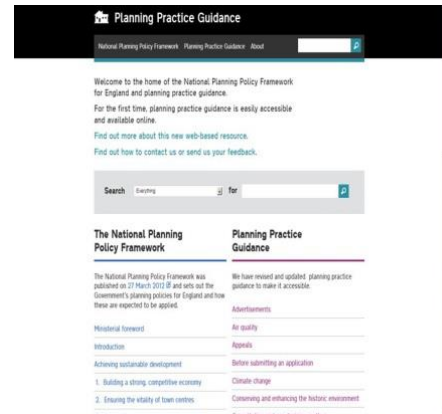 Planning Practice Guidance
National Planning Policy Framework Planning Practice Guidance About
Welcome to the home of the National Planning Policy Framework
for England and planning practice guidance.
For the first time, planning practice guidance is easily accessible
and available online.
Find out more about this new web-based resource.
Find out how to contact us or send us your feedback.
Search Everything for
The National Planning
Policy Framework
The National Planning Policy Framework was
published on 27 March 2012 and sets out the
Government's planning policies for England and how
these are expected to be applied.
Ministerial foreword
Introduction
Achieving sustainable development
1. Building a strong, competitive economy
2. Ensuring the vitality of town centres
Planning Practice
Guidance
We have revised and updated planning practice
guidance to make it accessible.
Advertisements
Air quality
Appeals
Before submitting an application
Climate change
Conserving and enhancing the historic environment